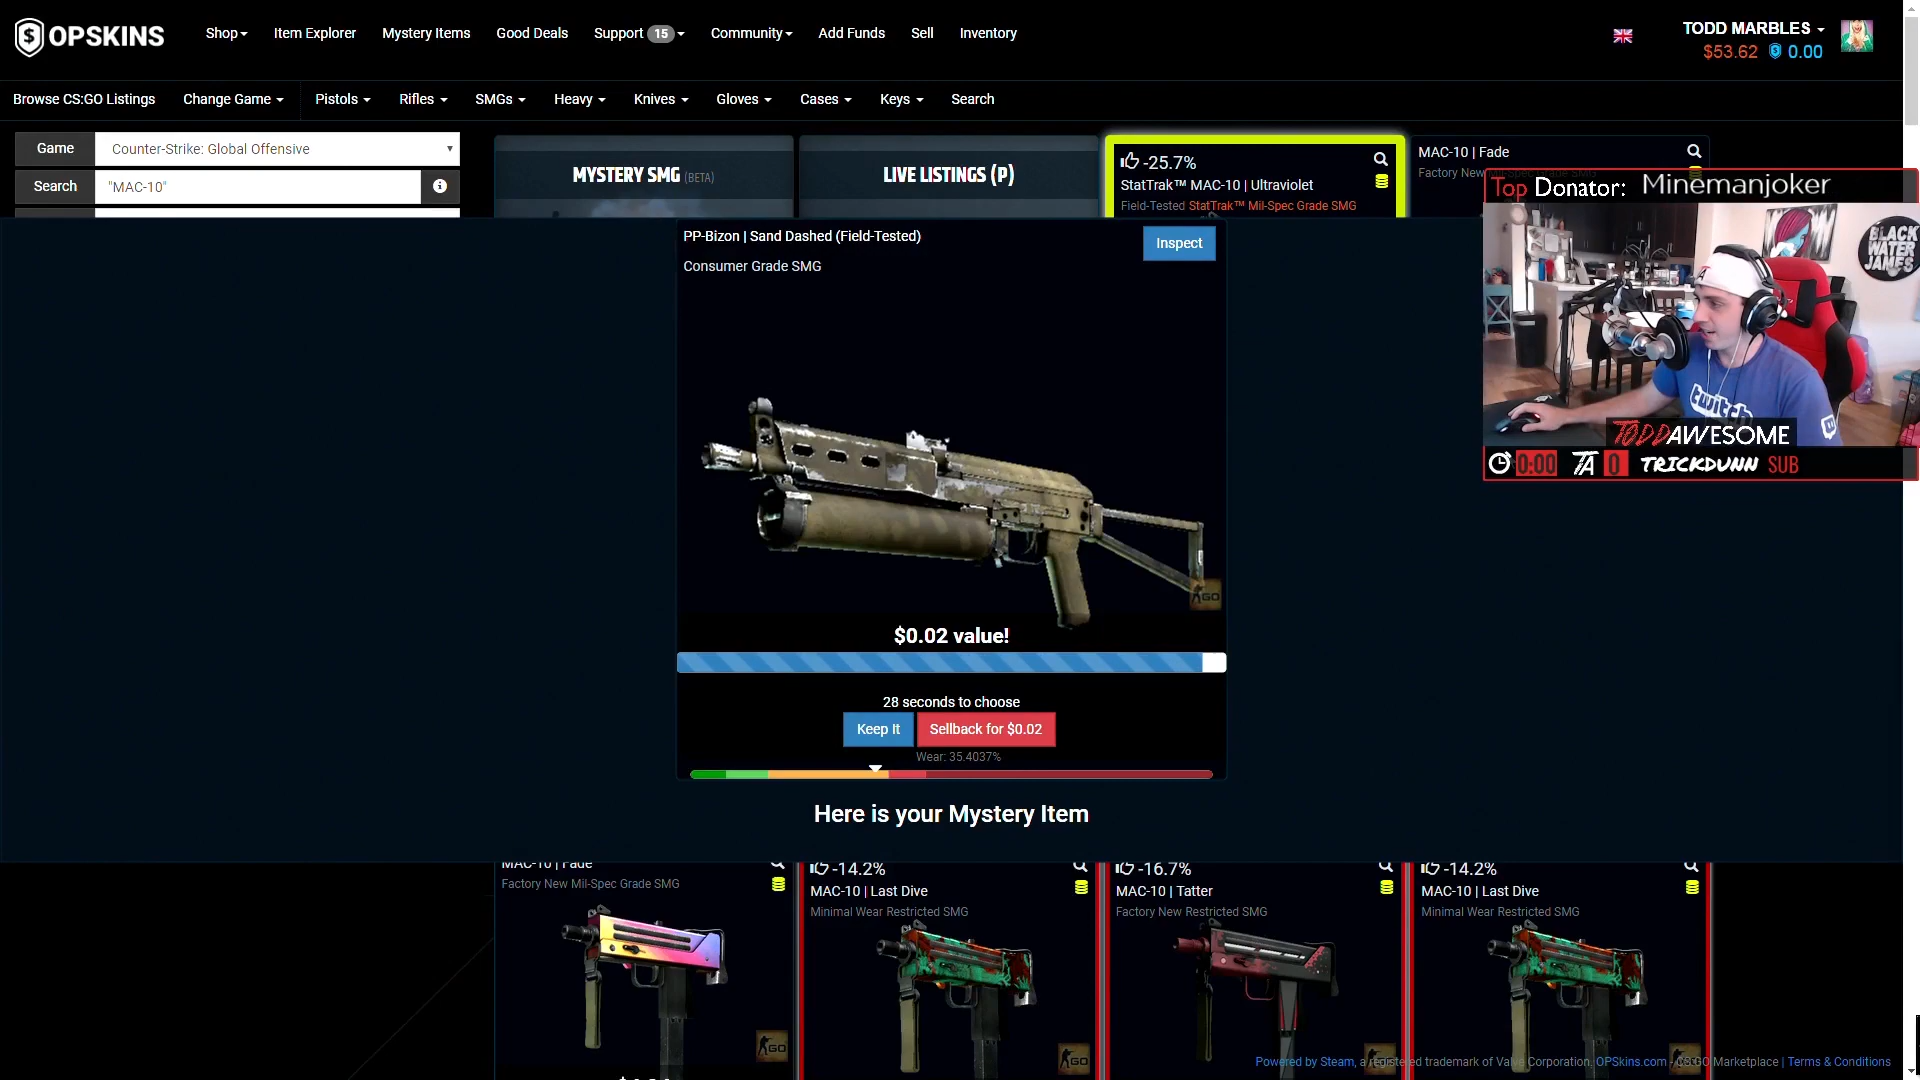 OPSKINS
Shop
Item Explorer
Mystery Items
Good Deals
Support 15
Community
Add Funds
Sell
Inventory
TODD MARBLES
$53.62 0.00
Browse CS:GO Listings
Change Game
Pistols
Rifles
SMGs
Heavy
Knives
Gloves
Cases
Keys
Search
Game Counter-Strike: Global Offensive
Search "MAC-10"
MYSTERY SMG (BETA)
LIVE LISTINGS (P)
-25.7%
StatTrak™ MAC-10 | Ultraviolet
Field-Tested StatTrak™ Mil-Spec Grade SMG
MAC-10 | Fade
Factory New Mil-Spec Grade SMG
Top Donator: Minemanjoker
BLACK
WATER
JAMES
twitch
TODDAWESOME
0:00 TA 0 TRICKDUNN SUB
PP-Bizon | Sand Dashed (Field-Tested)
Inspect
Consumer Grade SMG
$0.02 value!
28 seconds to choose
Keep It
Sellback for $0.02
Wear: 35.4037%
Here is your Mystery Item
MAC-10 | Fade
Factory New Mil-Spec Grade SMG
-14.2%
MAC-10 | Last Dive
Minimal Wear Restricted SMG
-16.7%
MAC-10 | Tatter
Factory New Restricted SMG
-14.2%
MAC-10 | Last Dive
Minimal Wear Restricted SMG
Powered by Steam, a registered trademark of Valve Corporation. OPSkins.com - CS:GO Marketplace | Terms & Conditions